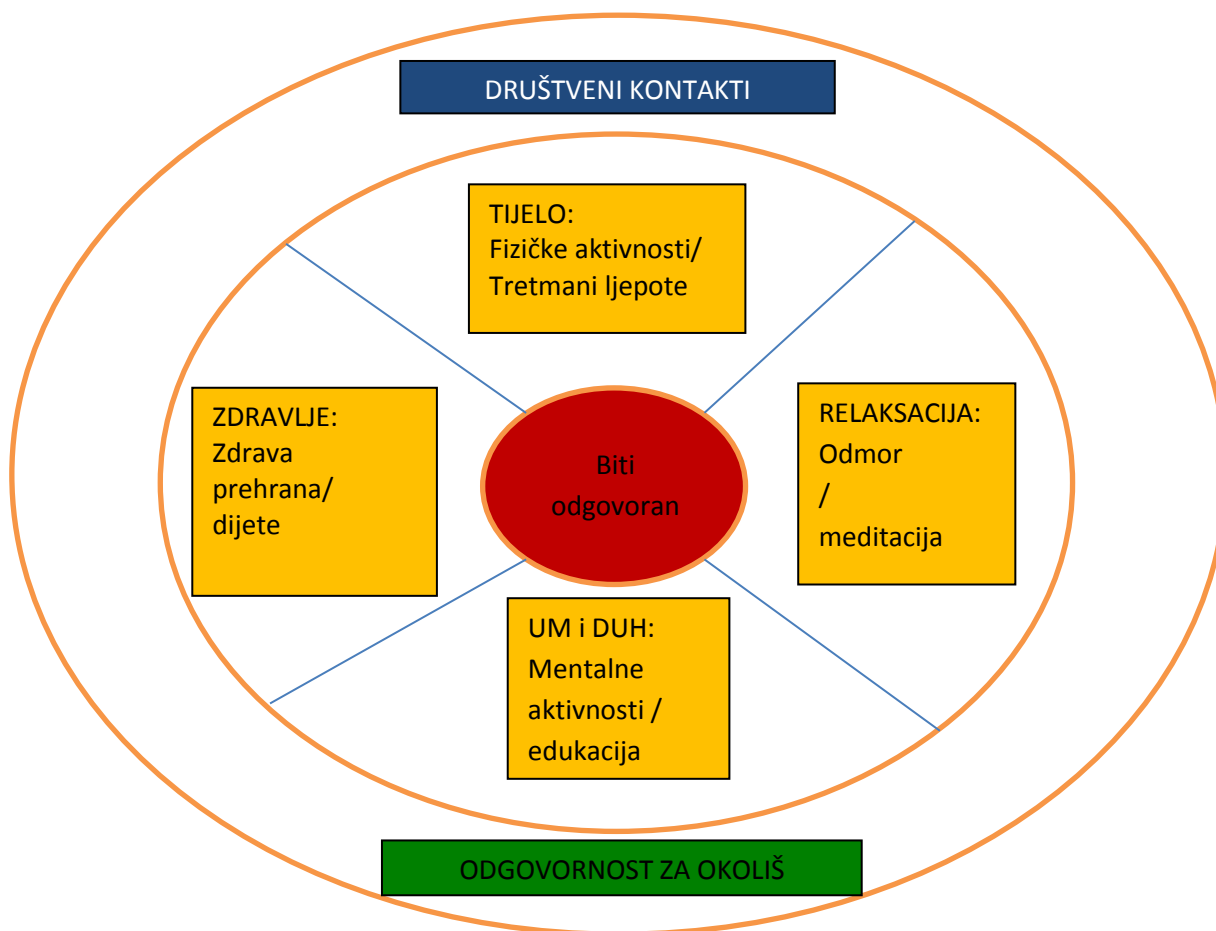 DRUŠTVENI KONTAKTI
TIJELO:
Fizičke aktivnosti/
Tretmani ljepote
ZDRAVLJE:
Zdrava
prehrana/
dijete
Biti
odgovoran
RELAKSACIJA:
Odmor
/
meditacija
UM i DUH:
Mentalne
aktivnosti /
edukacija
ODGOVORNOST ZA OKOLIŠ